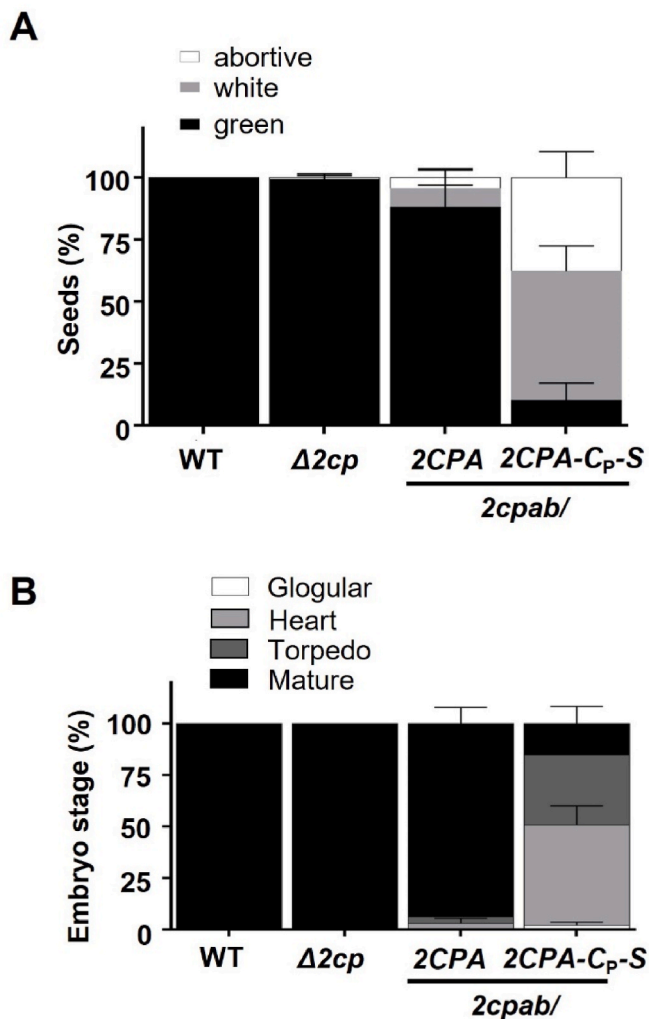 A
abortive
white
green
100
75
50
25
0
Seeds (%)
WT Δ2cp 2CPA 2CPA-CP-S
2cpab/
B
Glogular
Heart
Torpedo
Mature
100
75
50
25
0
Embryo stage (%)
WT Δ2cp 2CPA 2CPA-CP-S
2cpab/